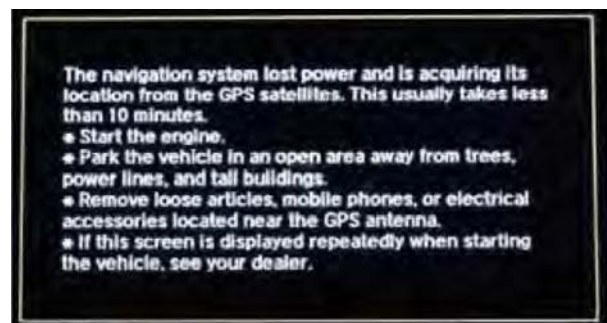 The navigation system lost power and is acquiring its
location from the GPS satellites. This usually takes less
than 10 minutes.
• Start the engine.
• Park the vehicle in an open area away from trees,
power lines, and tall buildings.
• Remove loose articles, mobile phones, or electrical
accessories located near the GPS antenna.
• If this screen is displayed repeatedly when starting
the vehicle, see your dealer.